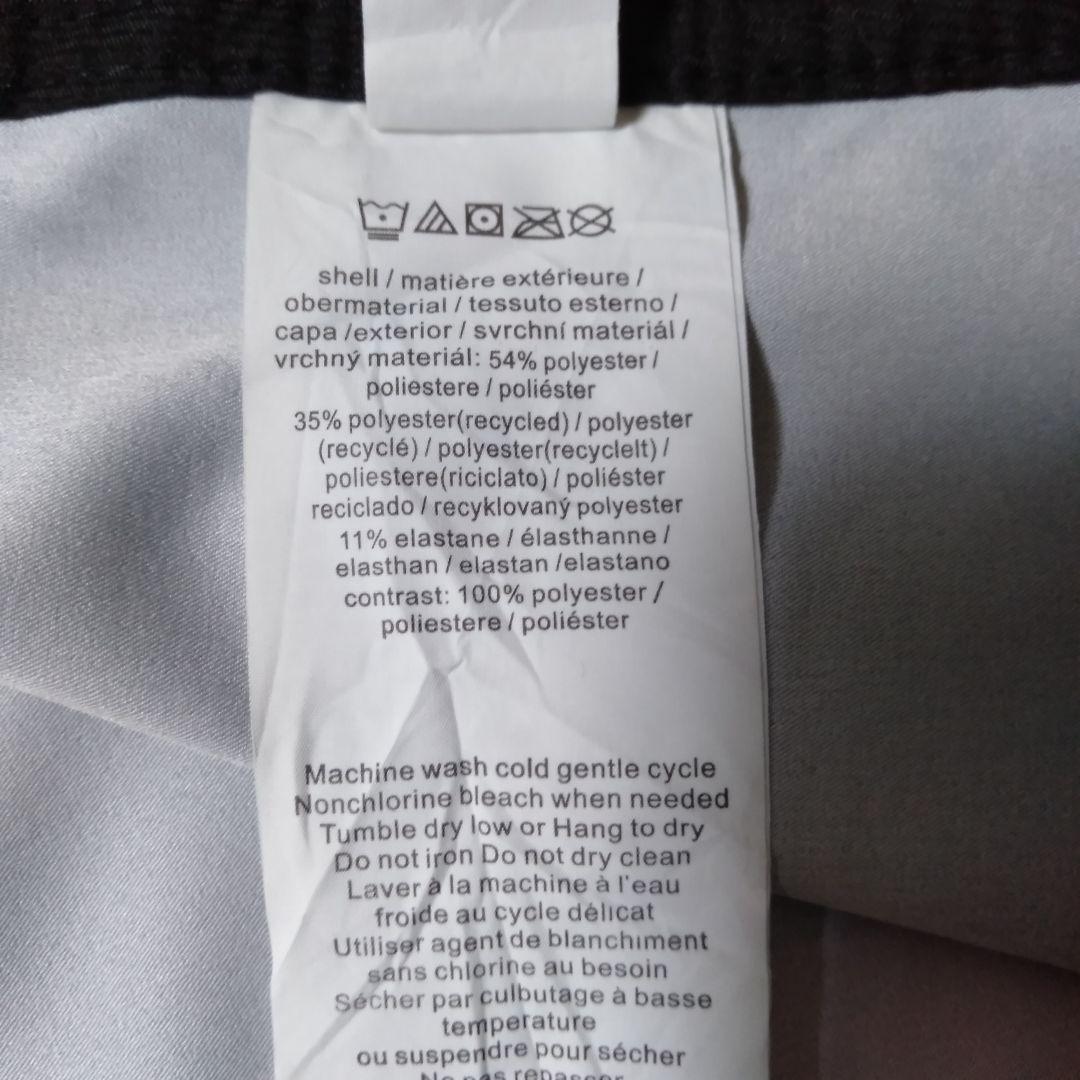 shell / matière extérieure /
obermaterial / tessuto esterno /
capa /exterior / svrchní materiál /
vrchný materiál: 54% polyester /
poliestere / poliéster
35% polyester(recycled) / polyester
(recyclé) / polyester(recyclelt) /
poliestere(riciclato) / poliéster
reciclado / recyklovaný polyester
11% elastane / élasthanne /
elasthan / elastan /elastano
contrast: 100% polyester /
poliestere / poliéster
Machine wash cold gentle cycle
Nonchlorine bleach when needed
Tumble dry low or Hang to dry
Do not iron Do not dry clean
Laver à la machine à l'eau
froide au cycle délicat
Utiliser agent de blanchiment
sans chlorine au besoin
Sécher par culbutage à basse
temperature
ou suspendre pour sécher
Ne pas repasser